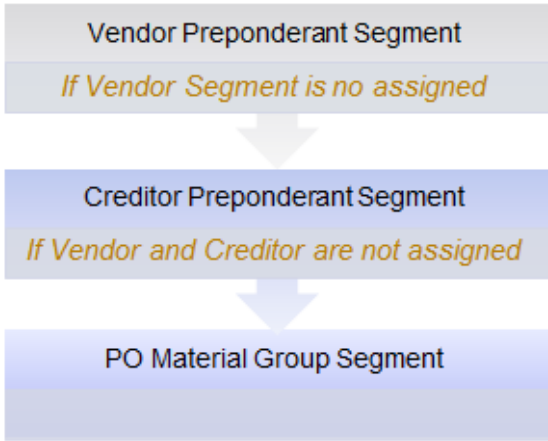 Vendor Preponderant Segment
If Vendor Segment is no assigned
Creditor Preponderant Segment
If Vendor and Creditor are not assigned
PO Material Group Segment